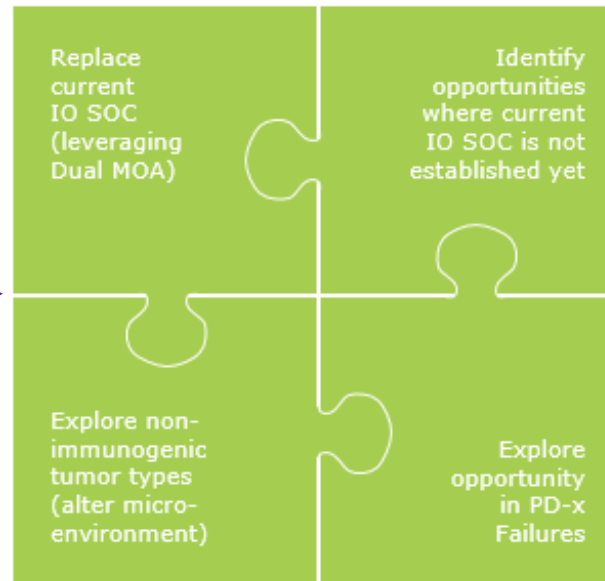 Replace
current
IO SOC
(leveraging
Dual MOA)
Identify
opportunities
where current
IO SOC is not
established yet
Explore non-
immunogenic
tumor types
(alter micro-
environment)
Explore
opportunity
in PD-x
Failures